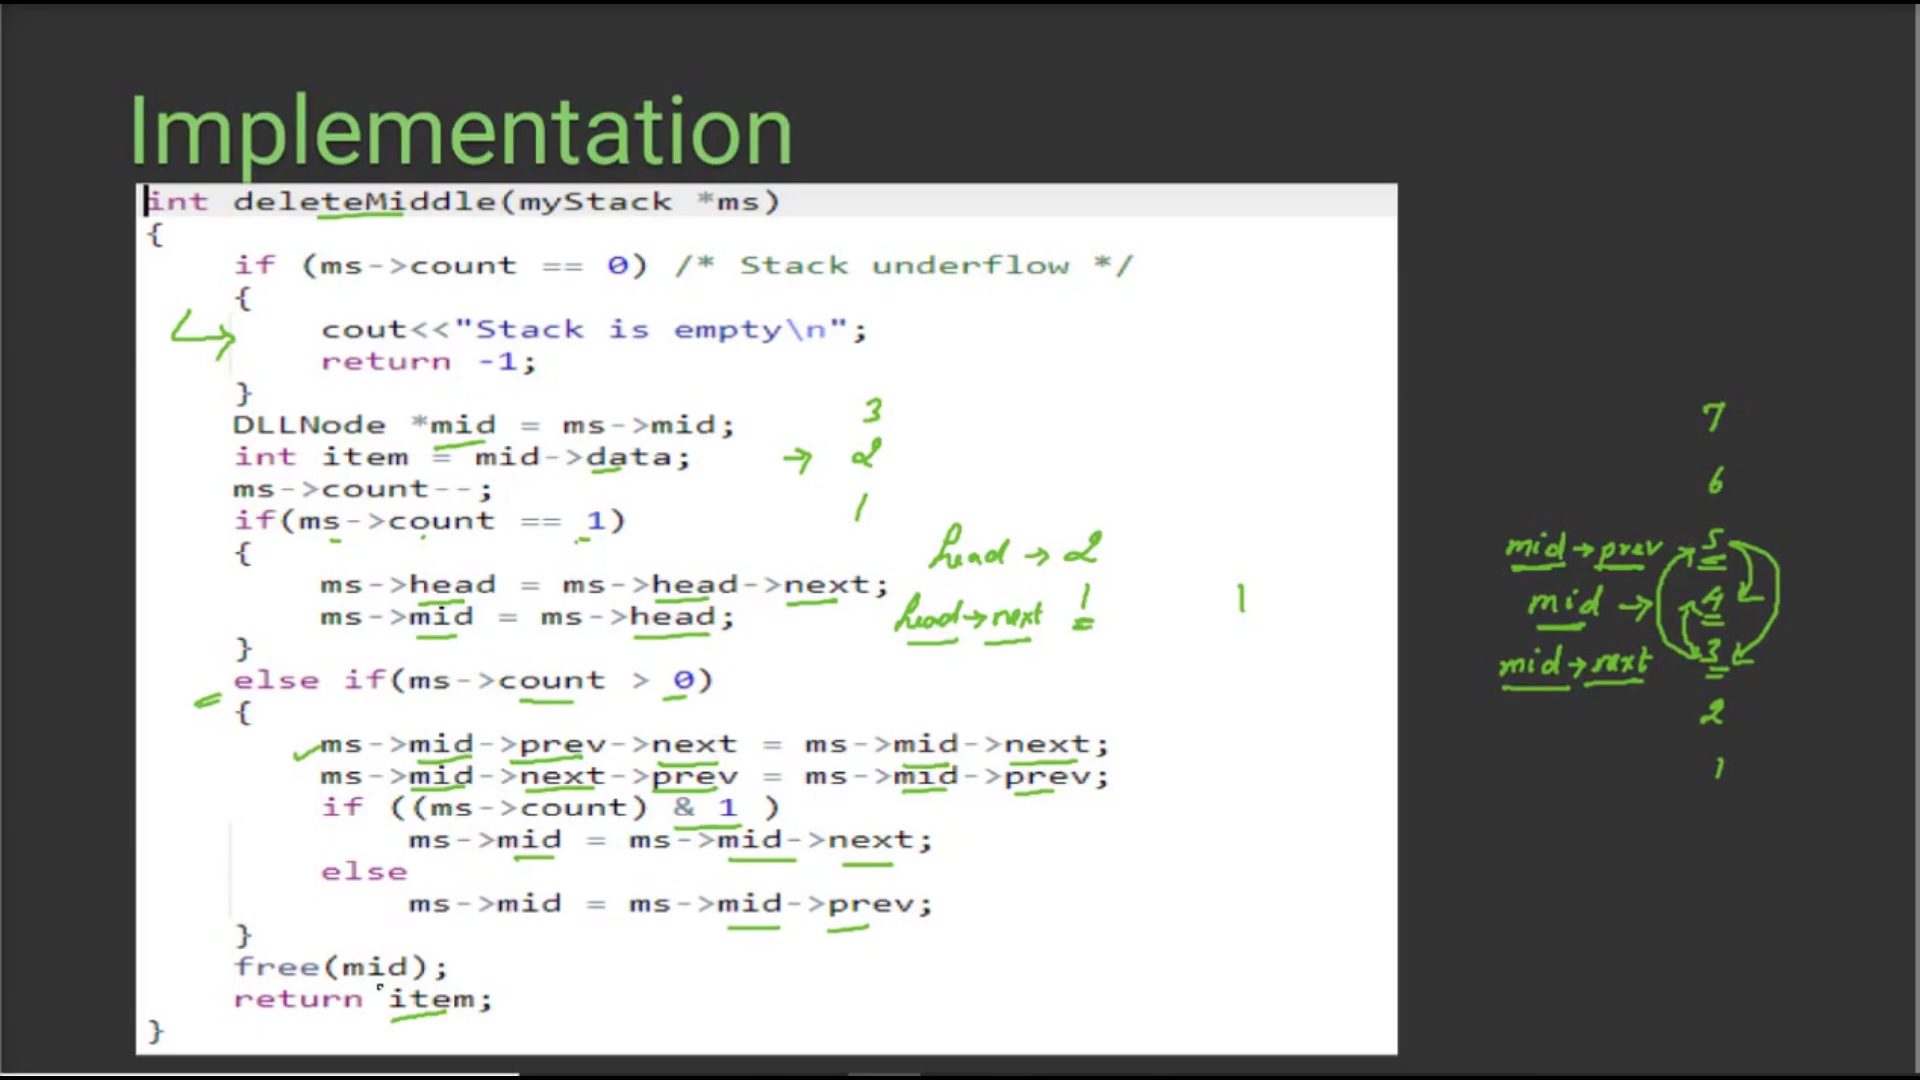 Implementation
int deleteMiddle(myStack *ms)
{
if (ms->count == 0) /* Stack underflow */
{
cout<<"Stack is empty\n";
return -1;
}
DLLNode *mid = ms->mid;
int item = mid->data;
ms->count--;
if(ms->count == 1)
{
ms->head = ms->head->next;
ms->mid = ms->head;
}
else if(ms->count > 0)
{
ms->mid->prev->next = ms->mid->next;
ms->mid->next->prev = ms->mid->prev;
if ((ms->count) & 1 )
ms->mid = ms->mid->next;
else
ms->mid = ms->mid->prev;
}
free(mid);
return item;
}
3
→ 2
1
head → 2
head→next 1
1
7
6
mid→prev 5
mid → 4
mid→next 3
2
1